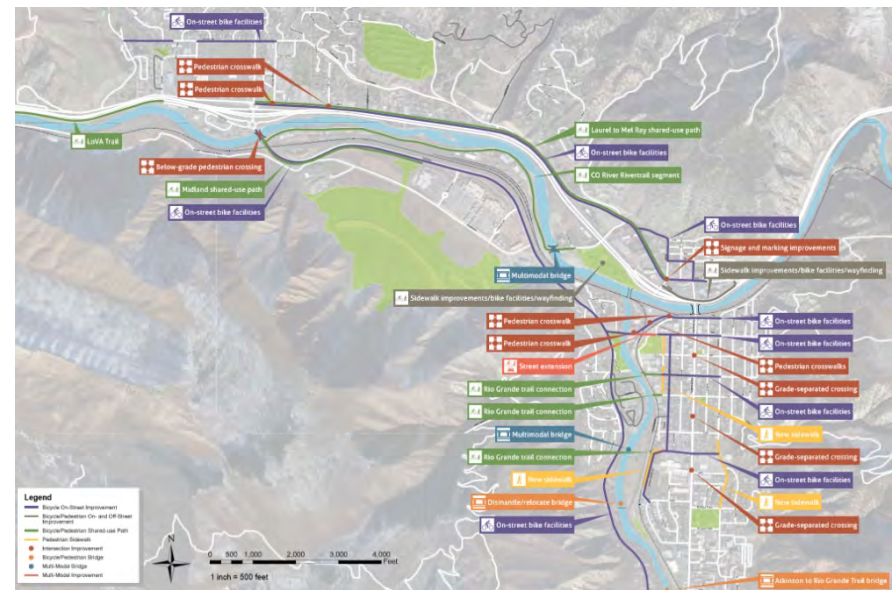 On-street bike facilities
Pedestrian crosswalk
Pedestrian crosswalk
LoVA Trail
Below-grade pedestrian crossing
Midland shared-use path
On-street bike facilities
Laurel to Mel Ray shared-use path
On-street bike facilities
CO River Rivertrail segment
On-street bike facilities
Signage and marking improvements
Sidewalk improvements/bike facilities/wayfinding
Multimodal bridge
Sidewalk improvements/bike facilities/wayfinding
Pedestrian crosswalk
On-street bike facilities
Pedestrian crosswalk
On-street bike facilities
Street extension
Pedestrian crosswalks
Rio Grande trail connection
Grade-separated crossing
Rio Grande trail connection
On-street bike facilities
Multimodal bridge
New sidewalk
Rio Grande trail connection
Grade-separated crossing
New sidewalk
On-street bike facilities
Dismantle/relocate bridge
New sidewalk
On-street bike facilities
Grade-separated crossing
Adkinson to Rio Grande Trail bridge
Legend
Bicycle On-Street Improvement
Bicycle/Pedestrian On- and Off-Street
Improvement
Bicycle/Pedestrian Shared-use Path
Pedestrian Sidewalk
Intersection Improvement
Bicycle/Pedestrian Bridge
Multi-Modal Bridge
Multi-Modal Improvement
N
0 500 1,000 2,000 3,000 4,000
Feet
1 inch = 500 feet